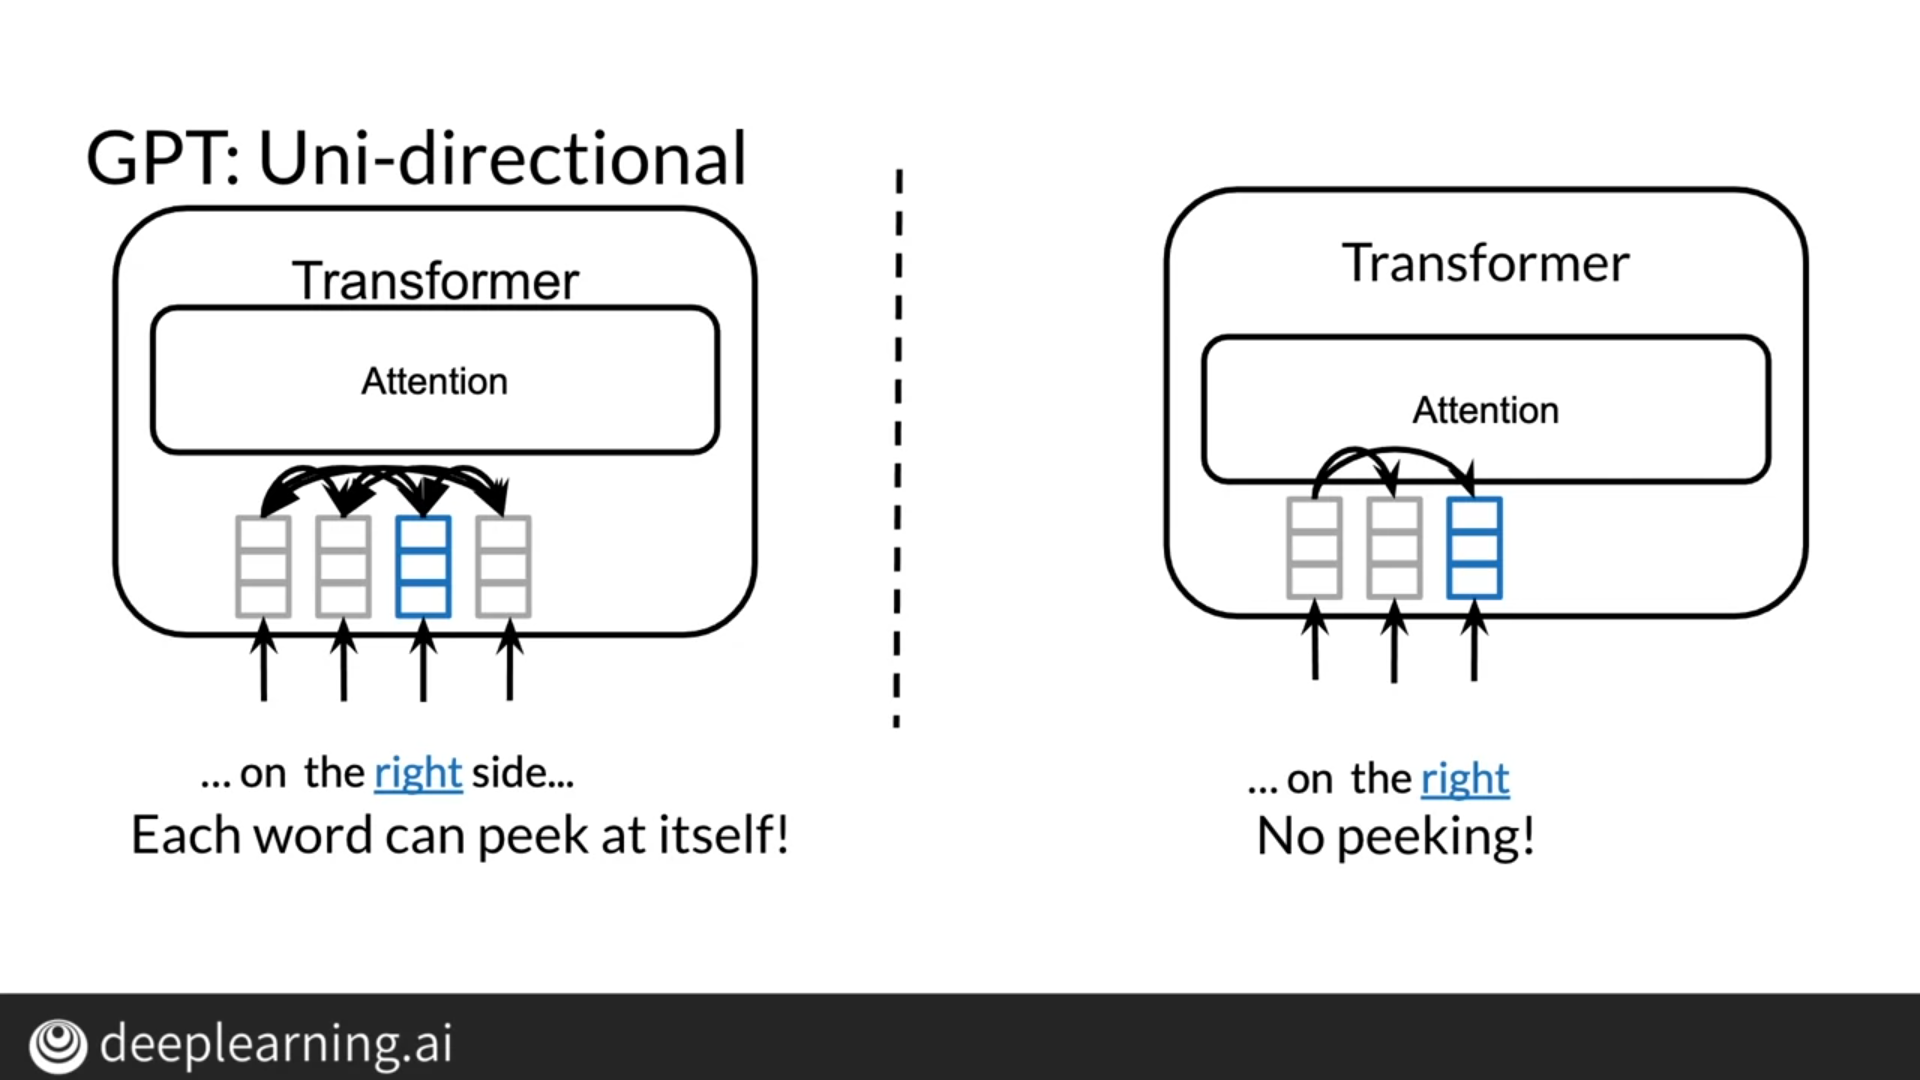 GPT: Uni-directional
Transformer
Attention
... on the right side...
Each word can peek at itself!
Transformer
Attention
... on the right
No peeking!
deeplearning.ai